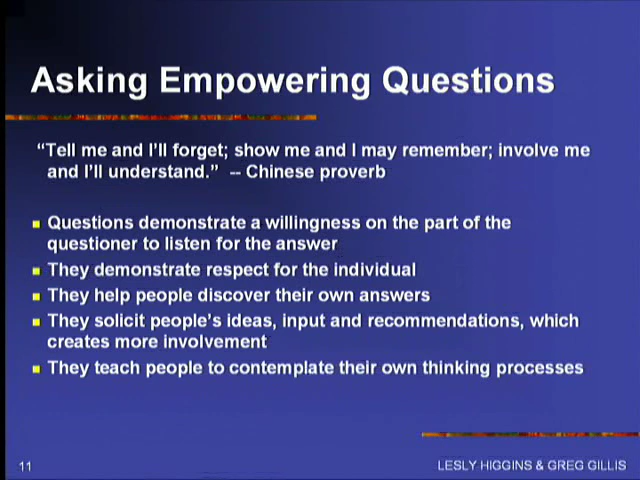 Asking Empowering Questions
“Tell me and I’ll forget; show me and I may remember; involve me
and I’ll understand.” -- Chinese proverb
Questions demonstrate a willingness on the part of the
questioner to listen for the answer
They demonstrate respect for the individual
They help people discover their own answers
They solicit people’s ideas, input and recommendations, which
creates more involvement
They teach people to contemplate their own thinking processes
11
LESLY HIGGINS & GREG GILLIS